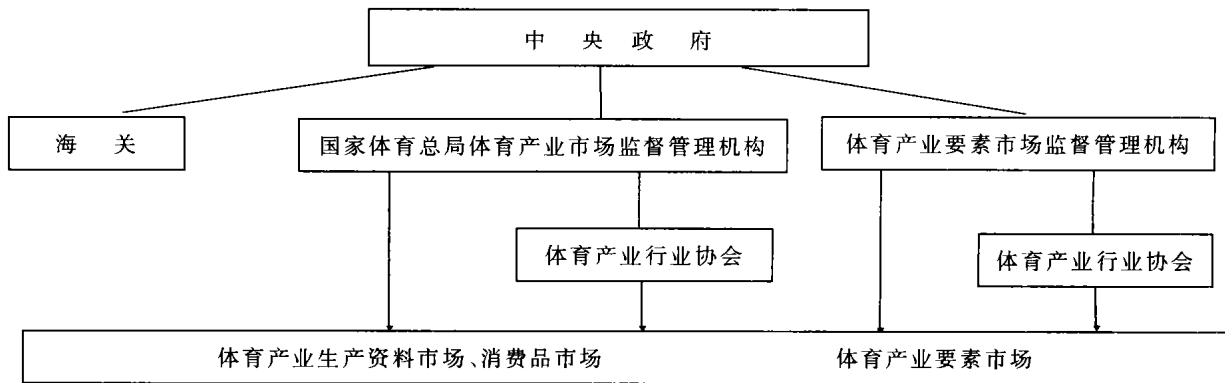 中央政府
海关
国家体育总局体育产业市场监督管理机构
体育产业要素市场监督管理机构
体育产业行业协会
体育产业行业协会
体育产业生产资料市场、消费品市场
体育产业要素市场